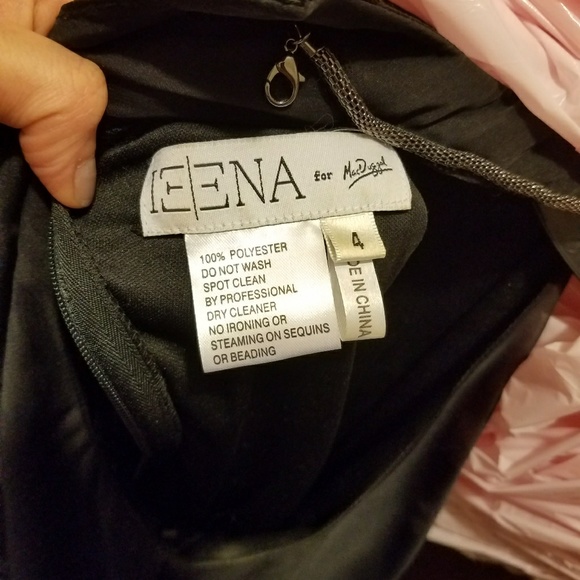 IEENA for Mac Duggal
4
100% POLYESTER
DO NOT WASH
SPOT CLEAN
BY PROFESSIONAL
DRY CLEANER
NO IRONING OR
STEAMING ON SEQUINS
OR BEADING
DE IN CHINA